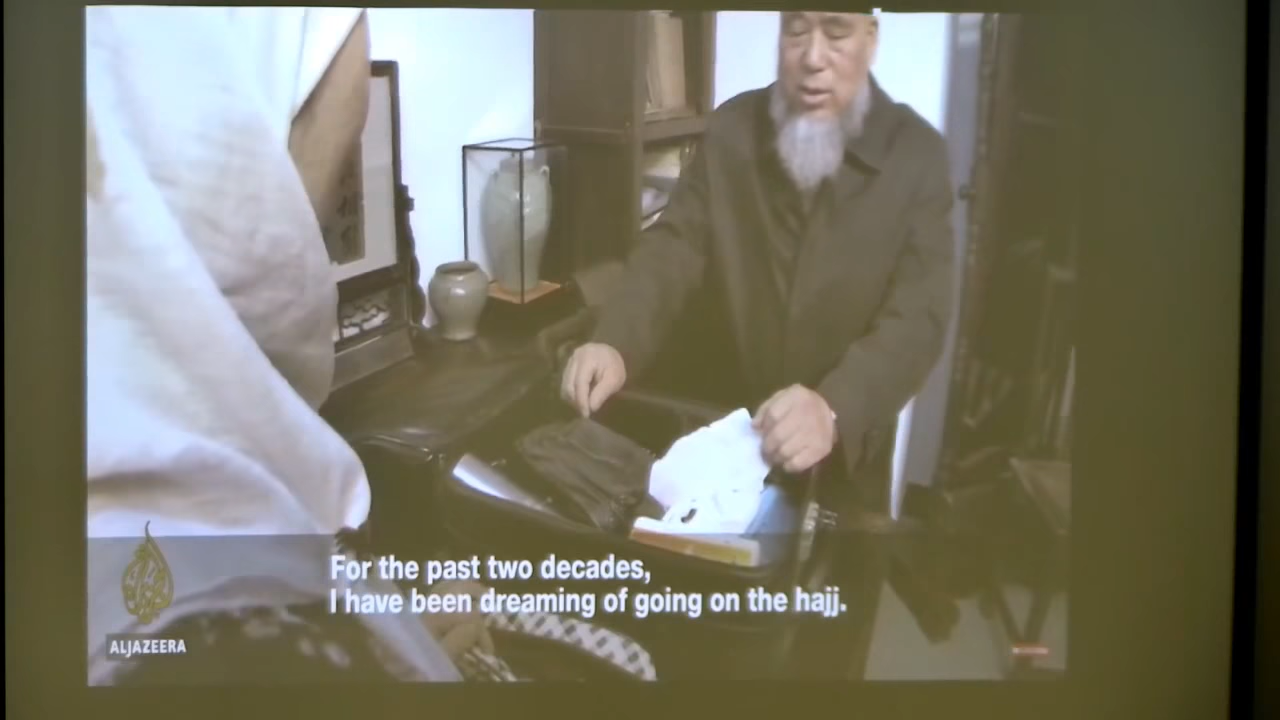 For the past two decades,
I have been dreaming of going on the hajj.
ALJAZEERA